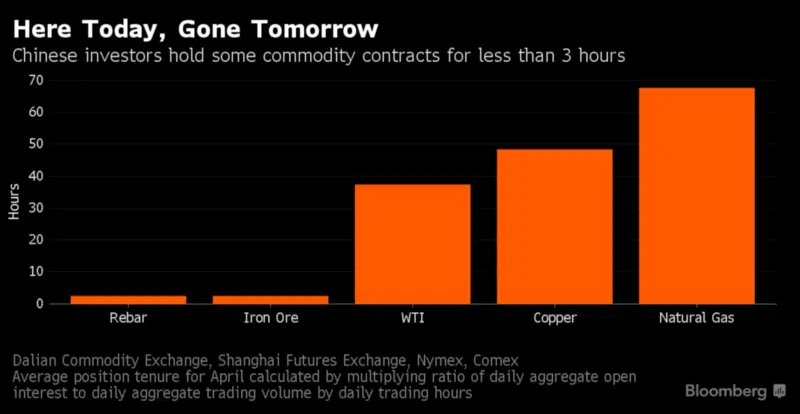 Here Today, Gone Tomorrow
Chinese investors hold some commodity contracts for less than 3 hours
70
60
50
40
30
20
10
0
Hours
Rebar
Iron Ore
WTI
Copper
Natural Gas
Dalian Commodity Exchange, Shanghai Futures Exchange, Nymex, Comex
Average position tenure for April calculated by multiplying ratio of daily aggregate open
interest to daily aggregate trading volume by daily trading hours
Bloomberg